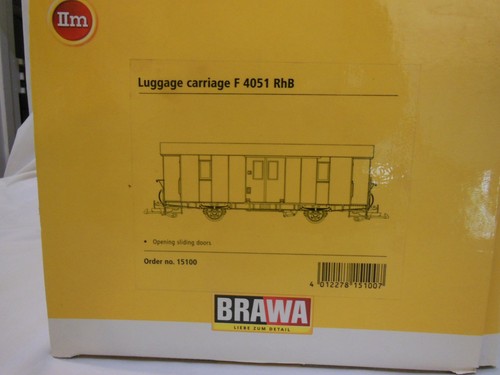 IIm
Luggage carriage F 4051 RhB
• Opening sliding doors
Order no. 15100
4 012278 151007
BRAWA
LIEBE ZUM DETAIL